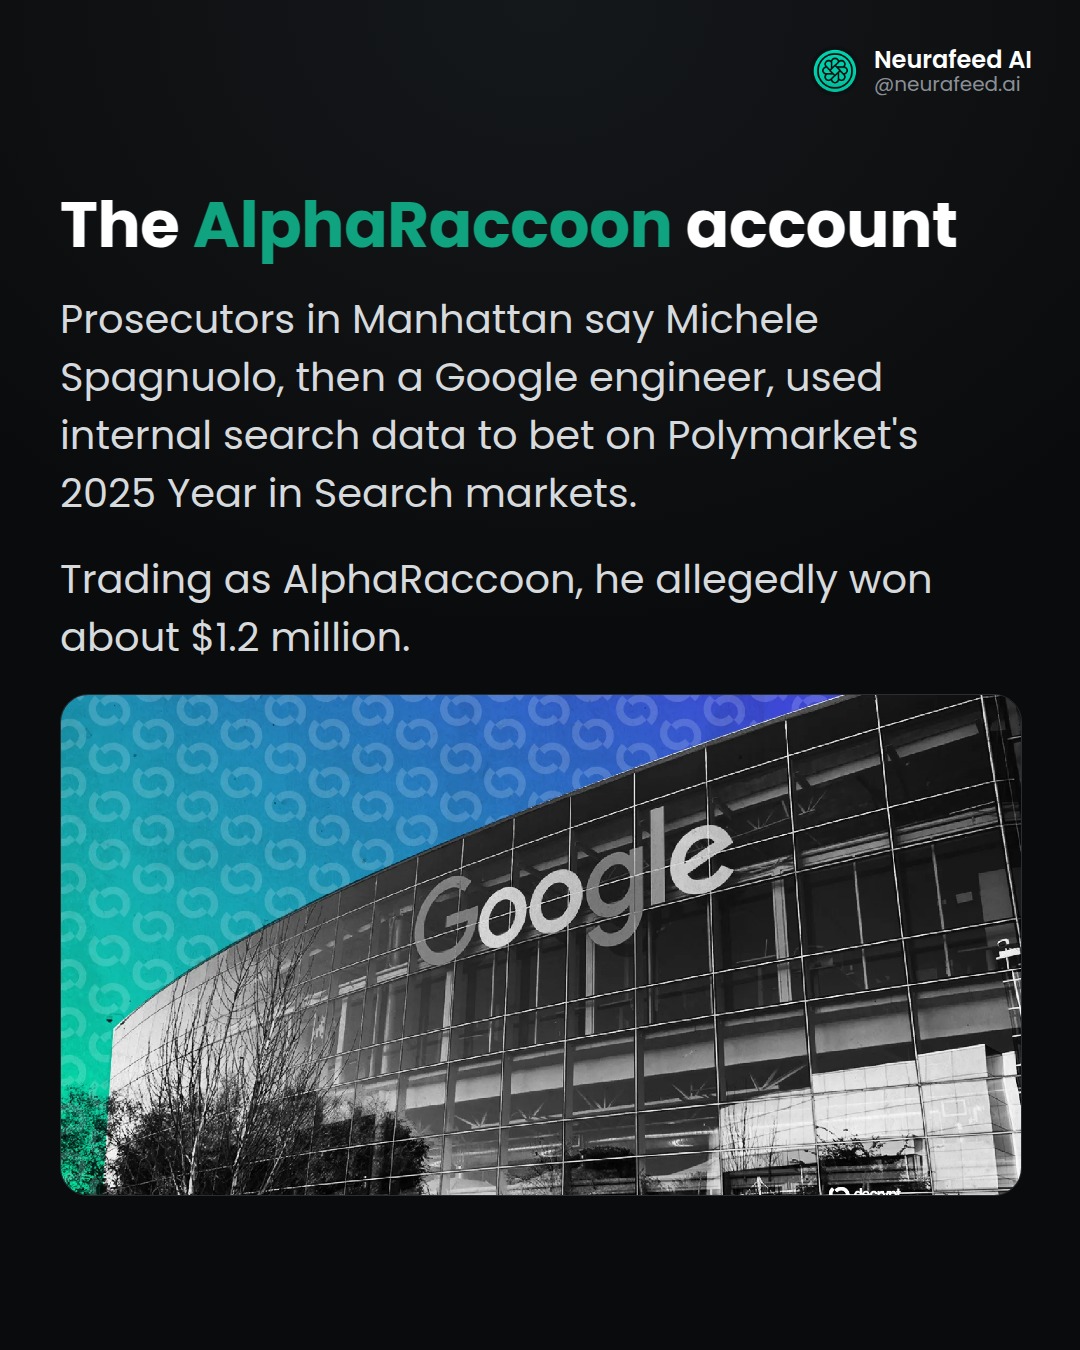 Neurafeed AI
@neurafeed.ai
The AlphaRaccoon account
Prosecutors in Manhattan say Michele
Spagnuolo, then a Google engineer, used
internal search data to bet on Polymarket's
2025 Year in Search markets.
Trading as AlphaRaccoon, he allegedly won
about $1.2 million.
Google
decrypt